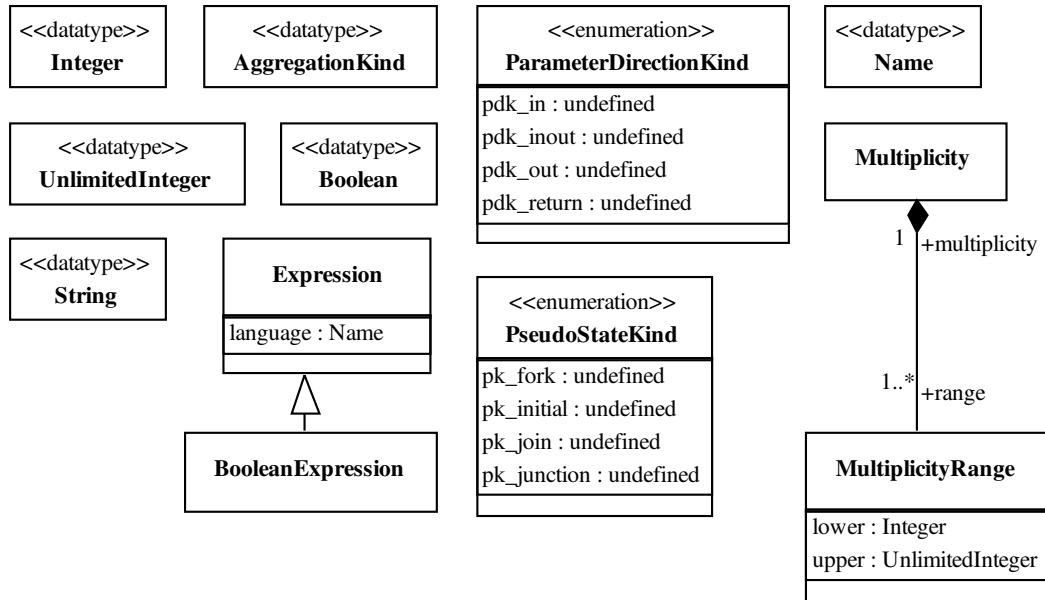 <<datatype>>
Integer
<<datatype>>
AggregationKind
<<enumeration>>
ParameterDirectionKind
pdk_in : undefined
pdk_inout : undefined
pdk_out : undefined
pdk_return : undefined
<<datatype>>
Name
<<datatype>>
UnlimitedInteger
<<datatype>>
Boolean
Multiplicity
1
+multiplicity
1..*
+range
MultiplicityRange
lower : Integer
upper : UnlimitedInteger
<<datatype>>
String
Expression
language : Name
BooleanExpression
<<enumeration>>
PseudoStateKind
pk_fork : undefined
pk_initial : undefined
pk_join : undefined
pk_junction : undefined